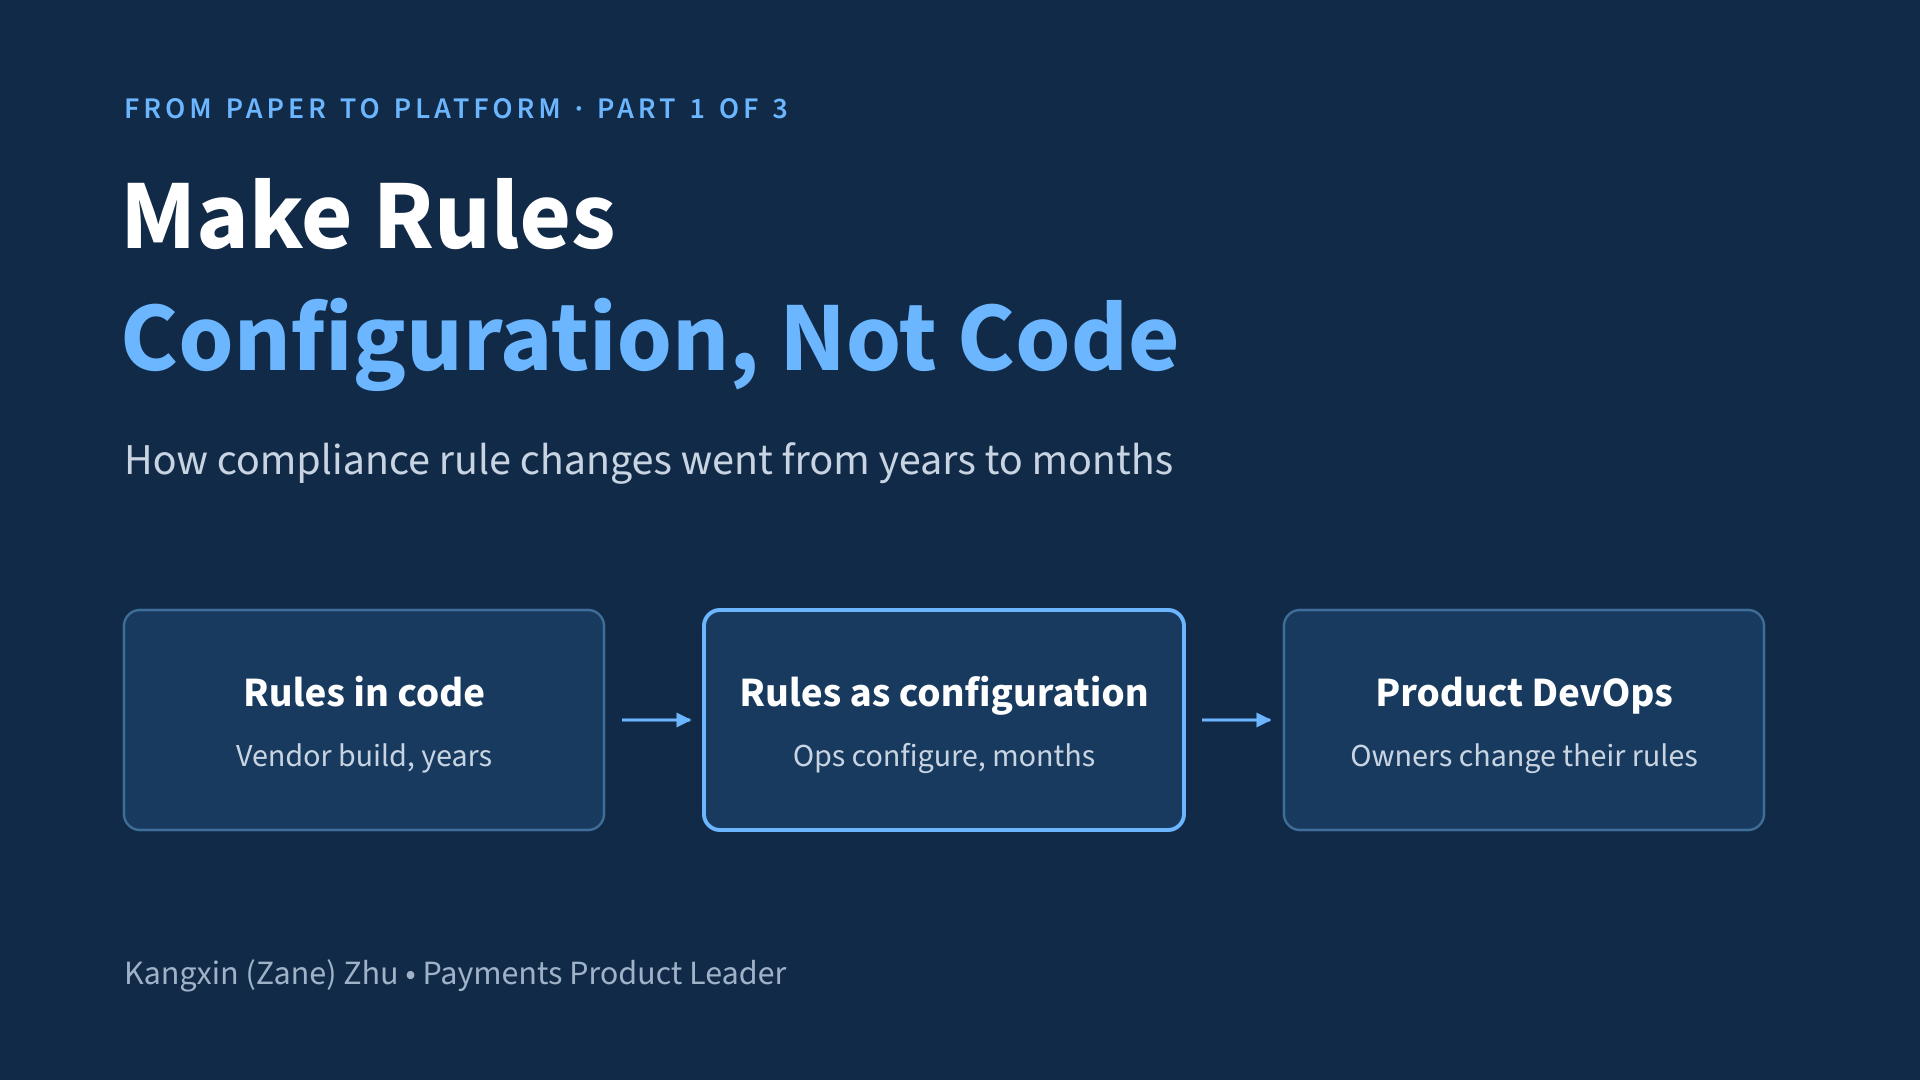 FROM PAPER TO PLATFORM · PART 1 OF 3
Make Rules
Configuration, Not Code
How compliance rule changes went from years to months
Rules in code
Vendor build, years
Rules as configuration
Ops configure, months
Product DevOps
Owners change their rules
Kangxin (Zane) Zhu • Payments Product Leader